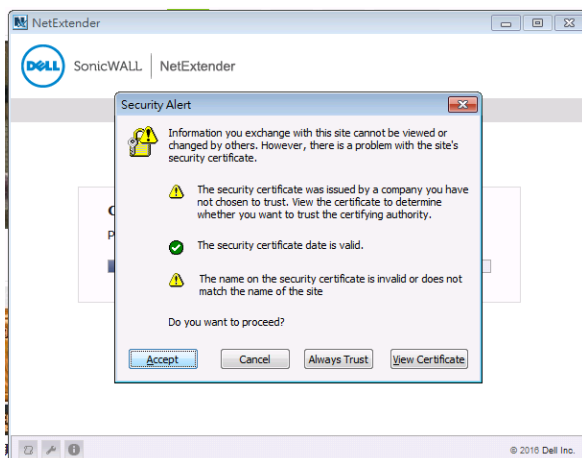 NetExtender
DELL
SonicWALL
NetExtender
Security Alert
Information you exchange with this site cannot be viewed or
changed by others. However, there is a problem with the site's
security certificate.
The security certificate was issued by a company you have
not chosen to trust. View the certificate to determine
whether you want to trust the certifying authority.
The security certificate date is valid.
The name on the security certificate is invalid or does not
match the name of the site
Do you want to proceed?
Accept Cancel Always Trust View Certificate
© 2016 Dell Inc.